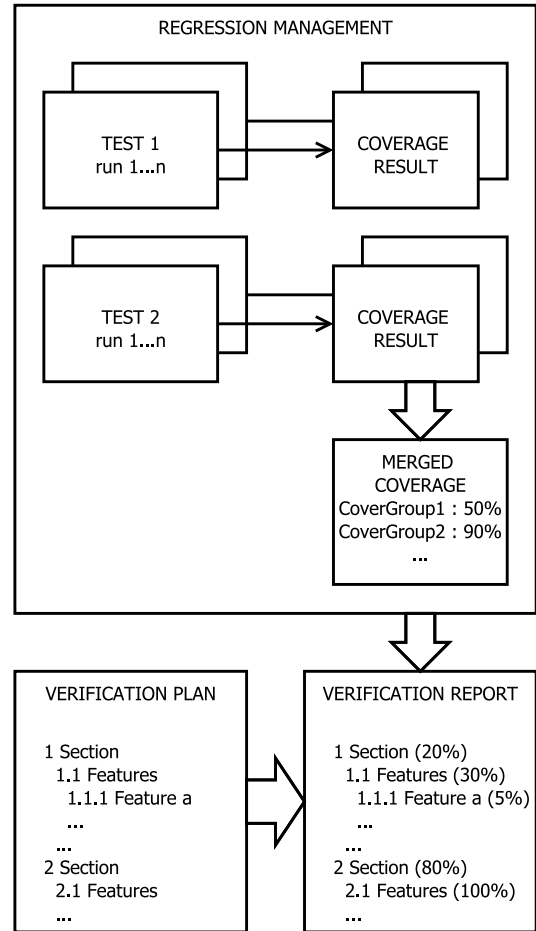 REGRESSION MANAGEMENT
TEST 1
run 1...n
COVERAGE
RESULT
TEST 2
run 1...n
COVERAGE
RESULT
MERGED
COVERAGE
CoverGroup1 : 50%
CoverGroup2 : 90%
...
VERIFICATION PLAN
1 Section
1.1 Features
1.1.1 Feature a
...
...
2 Section
2.1 Features
...
VERIFICATION REPORT
1 Section (20%)
1.1 Features (30%)
1.1.1 Feature a (5%)
...
...
2 Section (80%)
2.1 Features (100%)
...